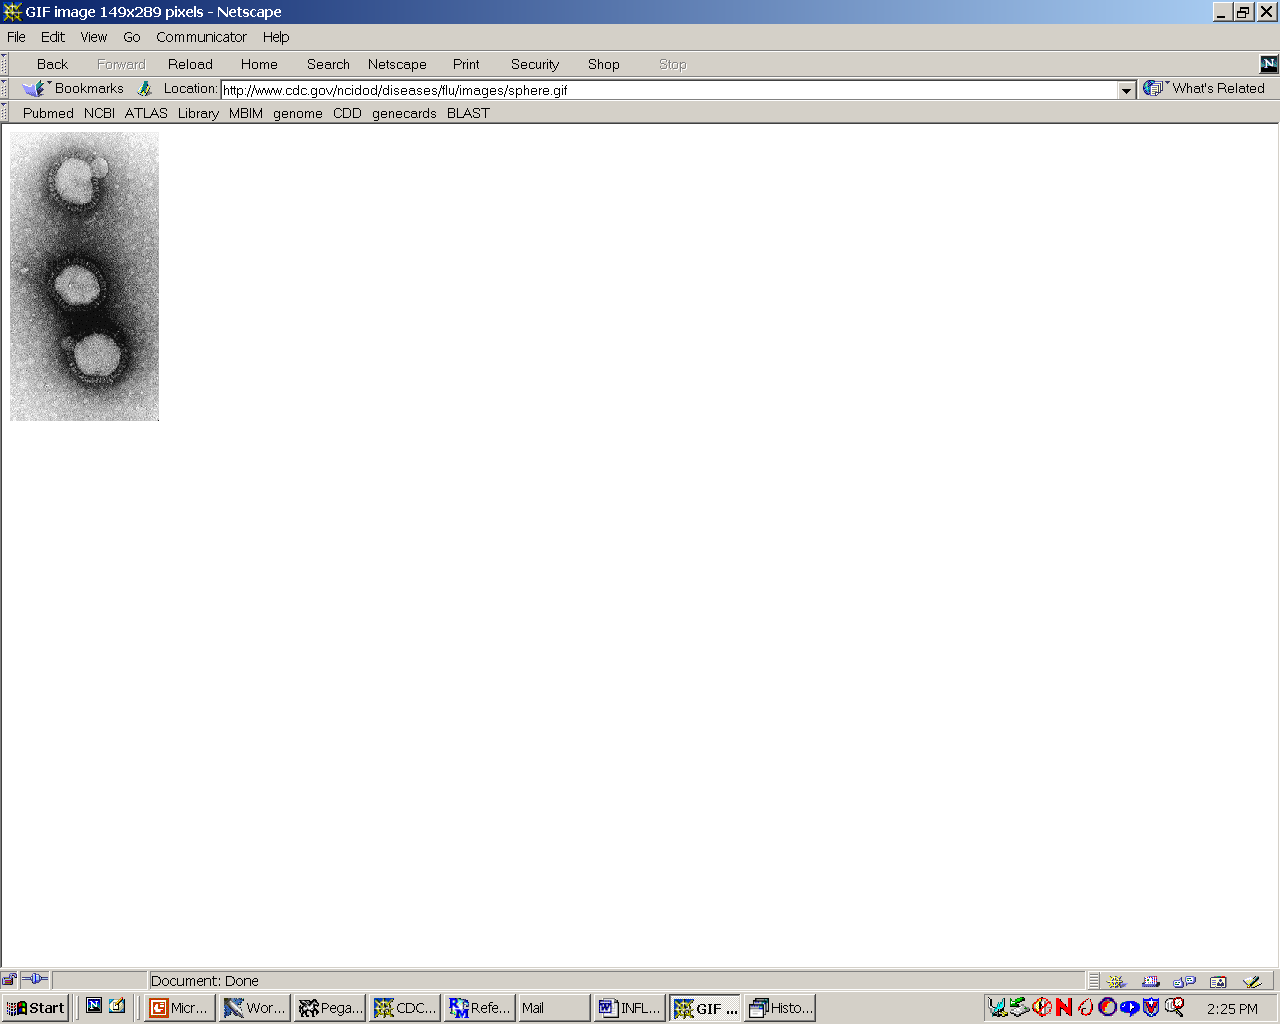 GIF image 149x289 pixels - Netscape
File Edit View Go Communicator Help
Back Forward Reload Home Search Netscape Print Security Shop Stop
Bookmarks Location: http://www.cdc.gov/ncidod/diseases/flu/images/sphere.gif What's Related
Pubmed NCBI ATLAS Library MBIM genome CDD genecards BLAST
Document: Done
Start Micr... Wor... Pega... CDC... Refe... Mail INFL... GIF ... Histo... 2:25 PM